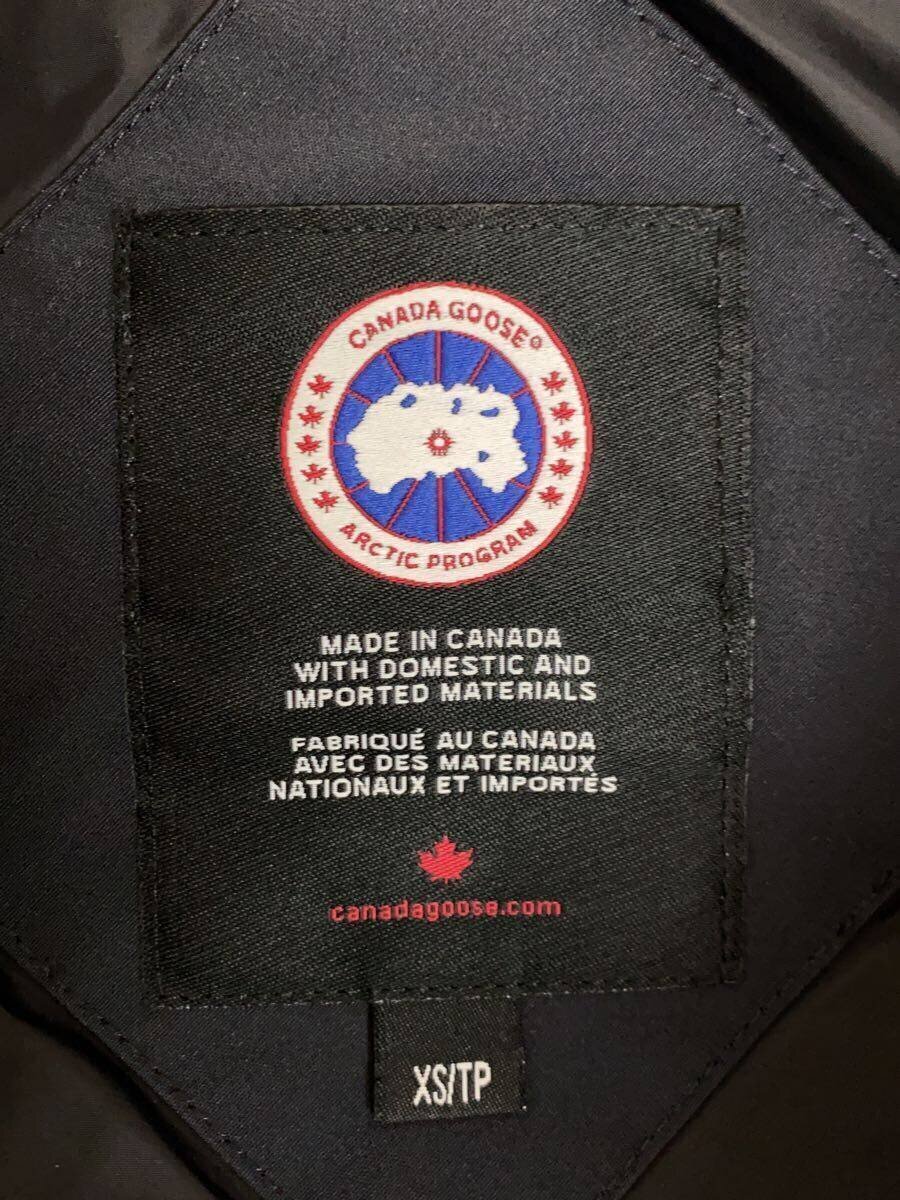 CANADA GOOSE®
ARCTIC PROGRAM
MADE IN CANADA
WITH DOMESTIC AND
IMPORTED MATERIALS
FABRIQUÉ AU CANADA
AVEC DES MATERIAUX
NATIONAUX ET IMPORTÉS
canadagoose.com
XS/TP